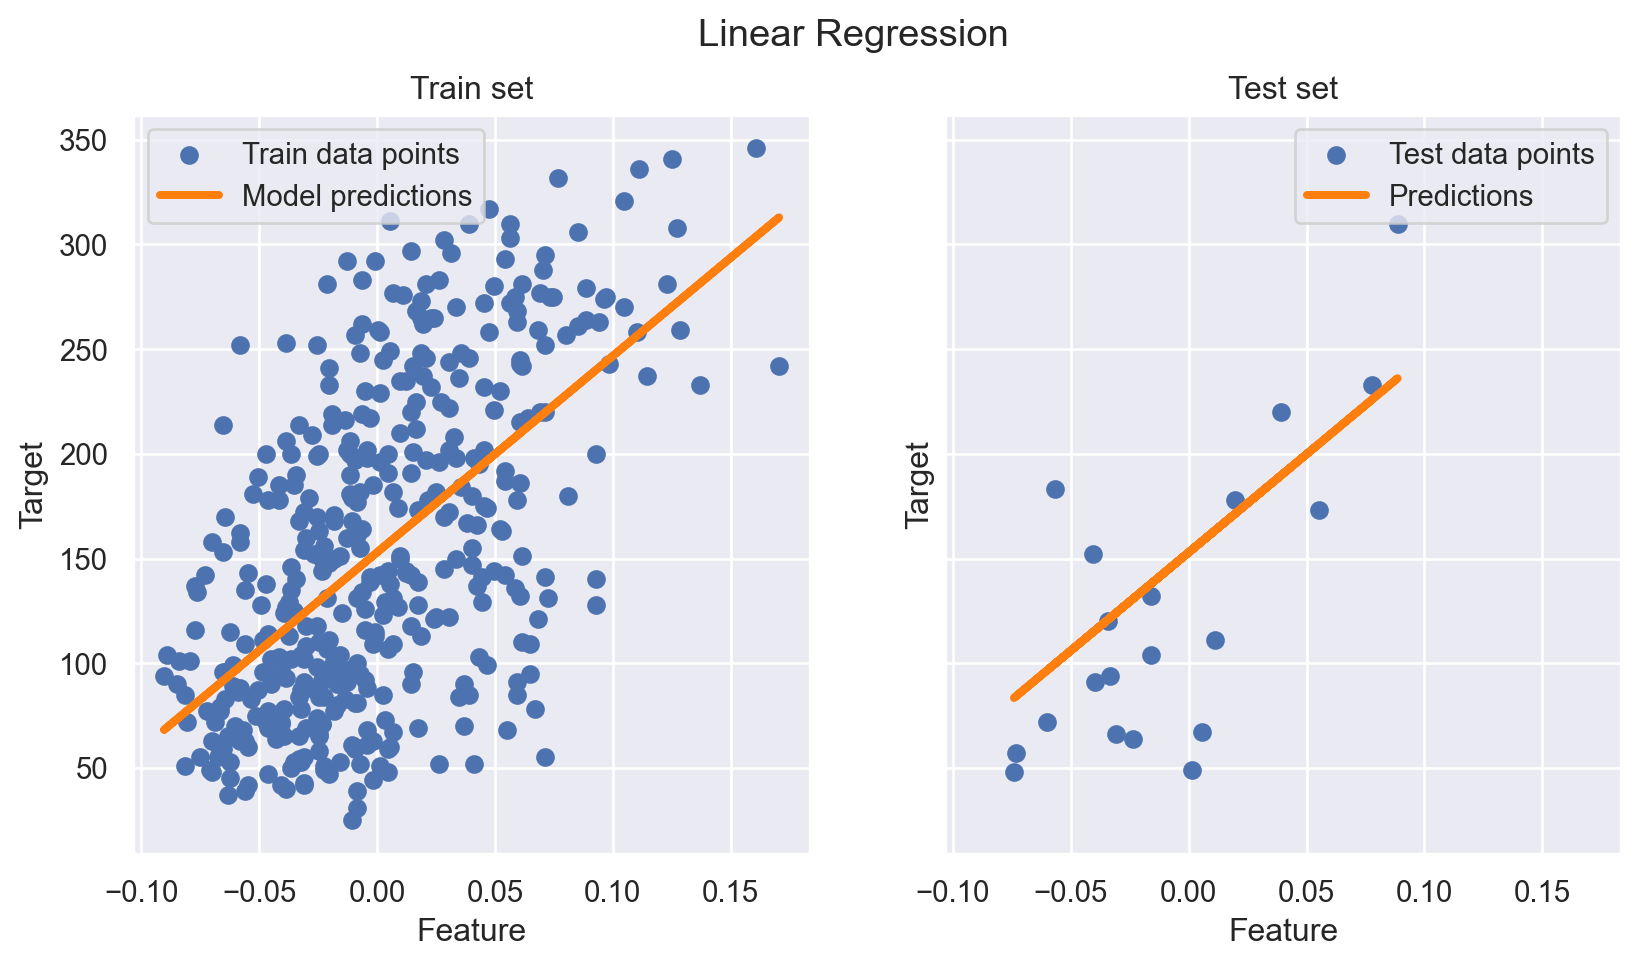 Linear Regression
Train set
Train data points
Model predictions
350
300
250
200
150
100
50
Target
−0.10 −0.05 0.00 0.05 0.10 0.15
Feature
Test set
Test data points
Predictions
Target
−0.10 −0.05 0.00 0.05 0.10 0.15
Feature